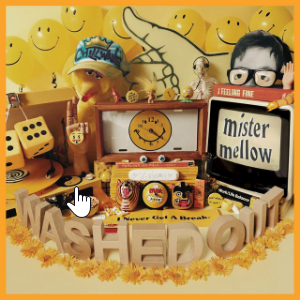 I FEELING FINE
mister
mellow
I Never Get A Break
WASHED OUT